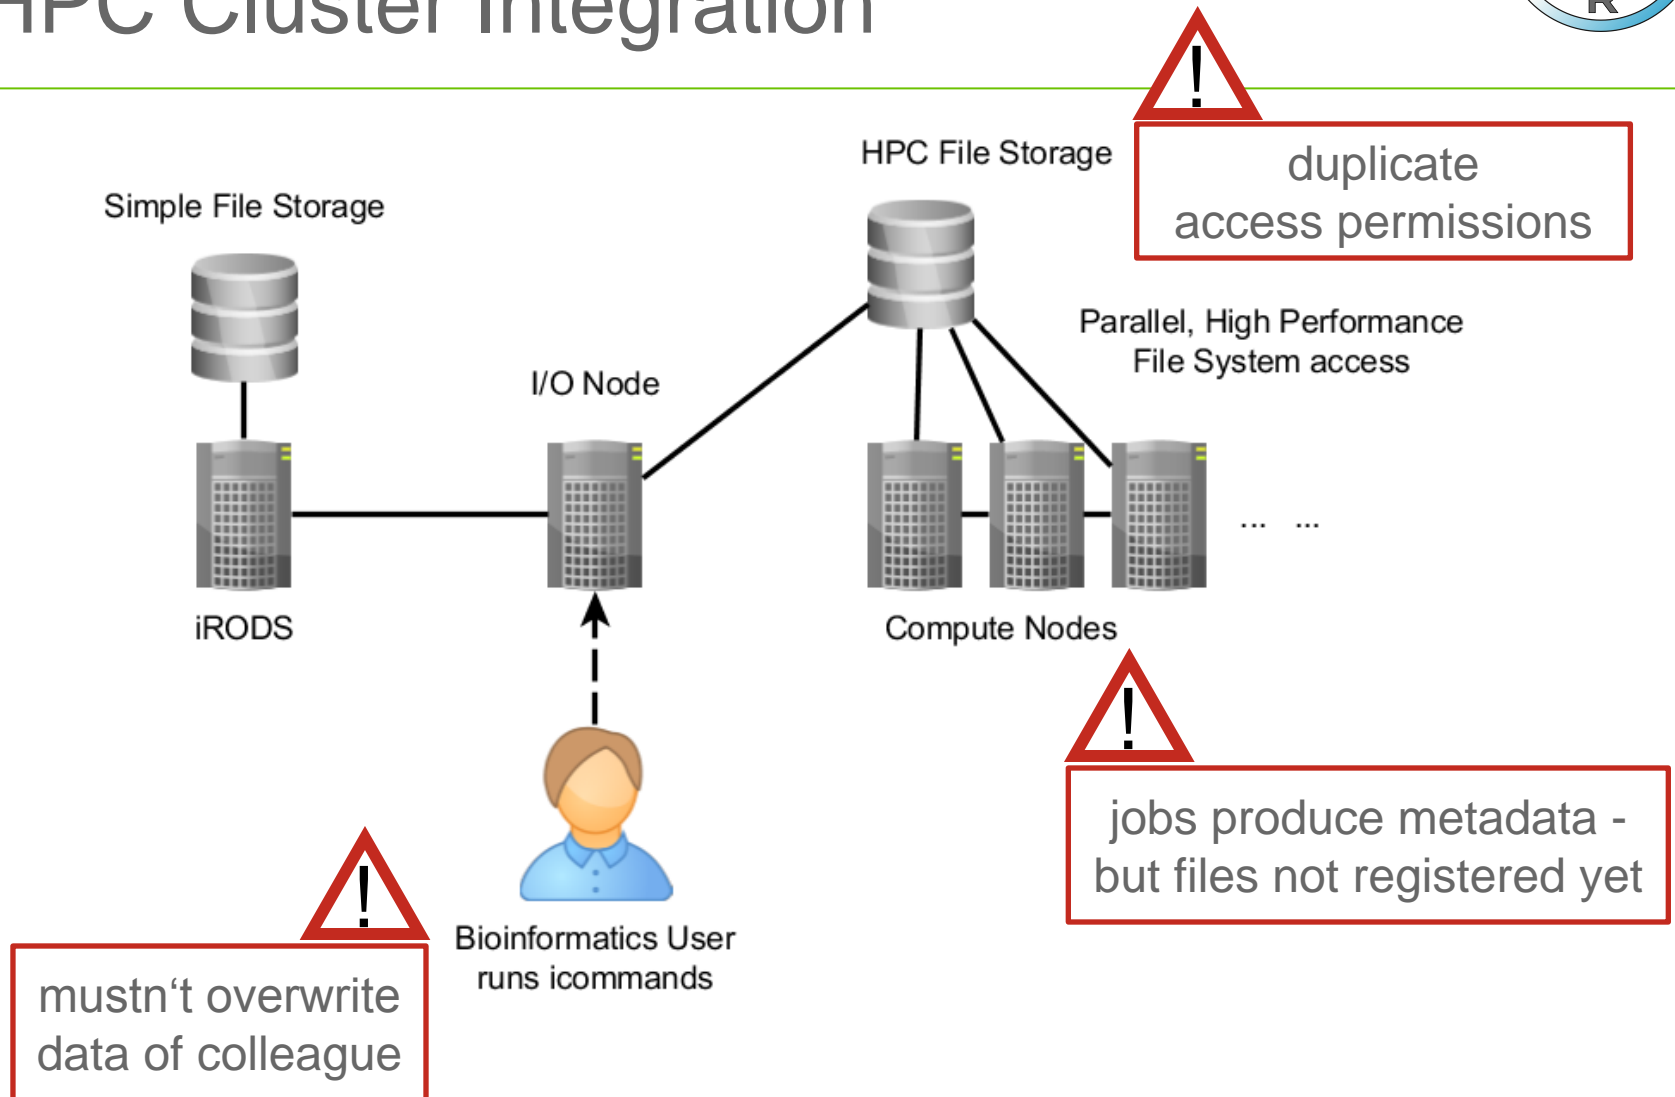 HPC Cluster Integration
R
!
HPC File Storage
duplicate
access permissions
Simple File Storage
Parallel, High Performance
File System access
I/O Node
... ...
iRODS
Compute Nodes
!
jobs produce metadata -
but files not registered yet
!
Bioinformatics User
runs icommands
mustn‘t overwrite
data of colleague